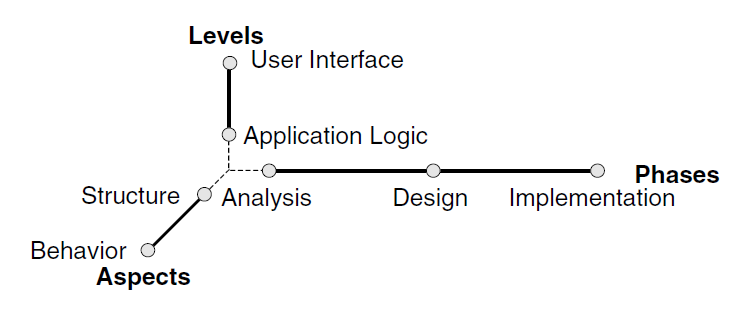 Levels
User Interface
Application Logic
Phases
Structure
Analysis
Design
Implementation
Behavior
Aspects